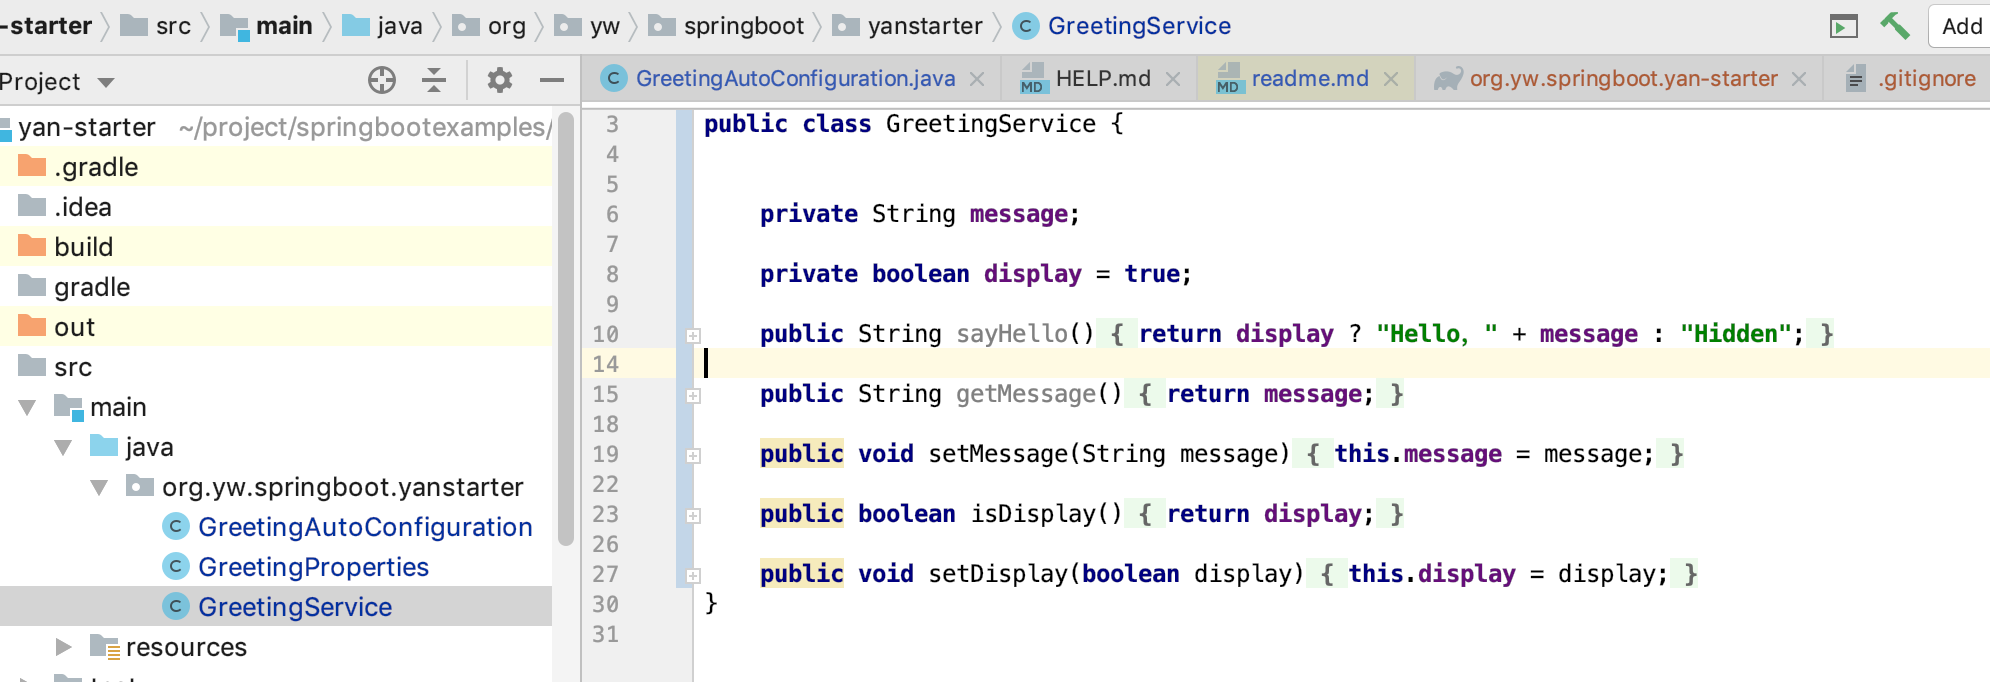 -starter src main java org yw springboot yanstarter C GreetingService Add
Project
C GreetingAutoConfiguration.java MD HELP.md MD readme.md org.yw.springboot.yan-starter .gitignore
yan-starter ~/project/springbootexamples/
.gradle
.idea
build
gradle
out
src
main
java
org.yw.springboot.yanstarter
C GreetingAutoConfiguration
C GreetingProperties
C GreetingService
resources
3 public class GreetingService {
4
5
6 private String message;
7
8 private boolean display = true;
9
10 public String sayHello() { return display ? "Hello, " + message : "Hidden"; }
14
15 public String getMessage() { return message; }
18
19 public void setMessage(String message) { this.message = message; }
22
23 public boolean isDisplay() { return display; }
26
27 public void setDisplay(boolean display) { this.display = display; }
30 }
31